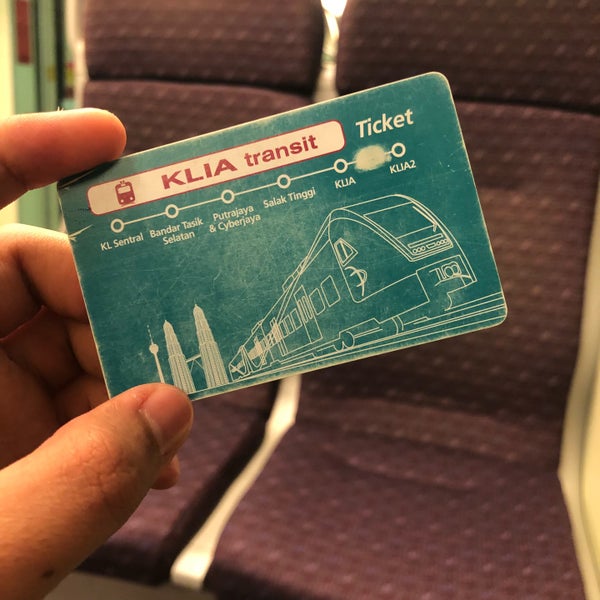 KLIA transit Ticket
KL Sentral
Bandar Tasik
Selatan
Putrajaya
& Cyberjaya
Salak Tinggi
KLIA
KLIA2